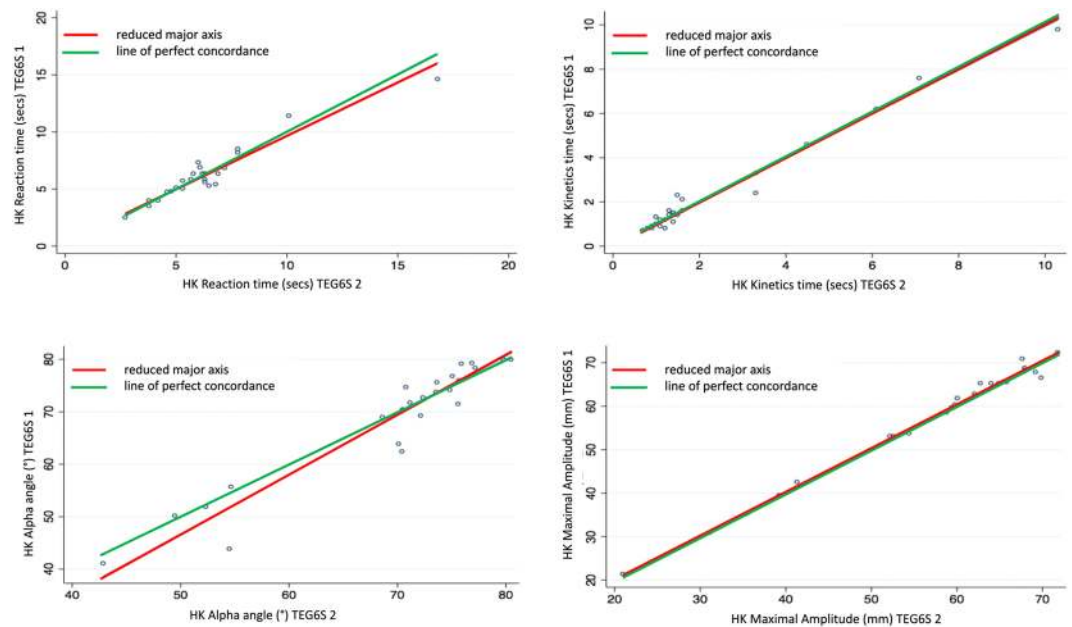 20
15
10
5
0
HK Reaction time (secs) TEG6S 1
reduced major axis
line of perfect concordance
0 5 10 15 20
HK Reaction time (secs) TEG6S 2
10
8
6
4
2
0
HK Kinetics time (secs) TEG6S 1
reduced major axis
line of perfect concordance
0 2 4 6 8 10
HK Kinetics time (secs) TEG6S 2
80
70
60
50
40
HK Alpha angle (°) TEG6S 1
reduced major axis
line of perfect concordance
40 50 60 70 80
HK Alpha angle (°) TEG6S 2
70
60
50
40
30
20
HK Maximal Amplitude (mm) TEG6S 1
reduced major axis
line of perfect concordance
20 30 40 50 60 70
HK Maximal Amplitude (mm) TEG6S 2